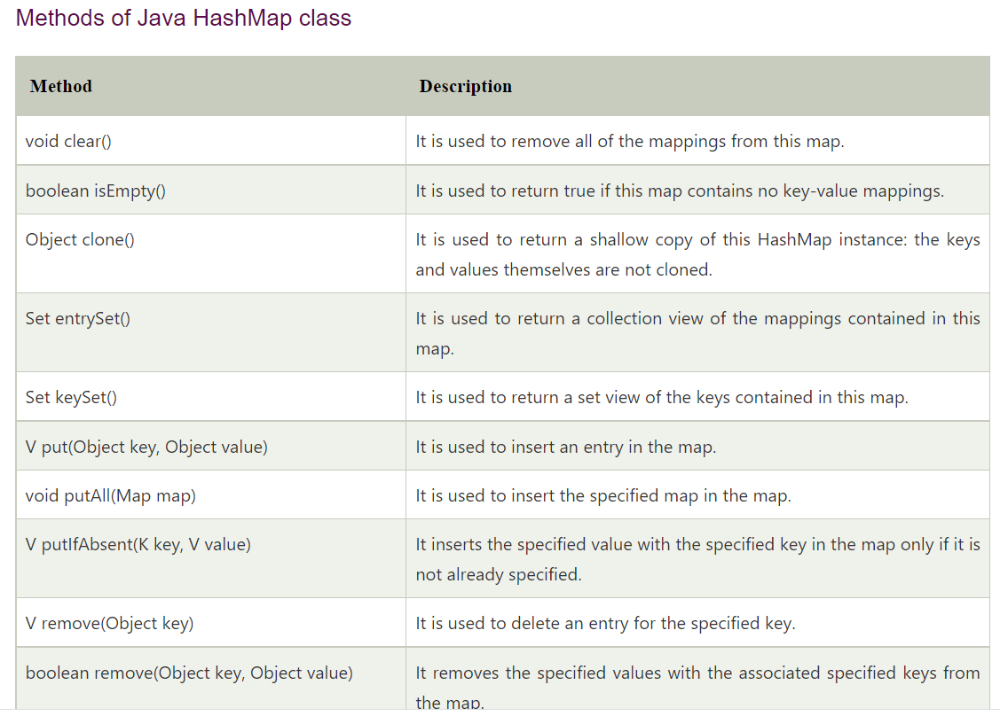 Methods of Java HashMap class
Method Description
void clear() It is used to remove all of the mappings from this map.
boolean isEmpty() It is used to return true if this map contains no key-value mappings.
Object clone() It is used to return a shallow copy of this HashMap instance: the keys
and values themselves are not cloned.
Set entrySet() It is used to return a collection view of the mappings contained in this
map.
Set keySet() It is used to return a set view of the keys contained in this map.
V put(Object key, Object value) It is used to insert an entry in the map.
void putAll(Map map) It is used to insert the specified map in the map.
V putIfAbsent(K key, V value) It inserts the specified value with the specified key in the map only if it is
not already specified.
V remove(Object key) It is used to delete an entry for the specified key.
boolean remove(Object key, Object value) It removes the specified values with the associated specified keys from
the map.